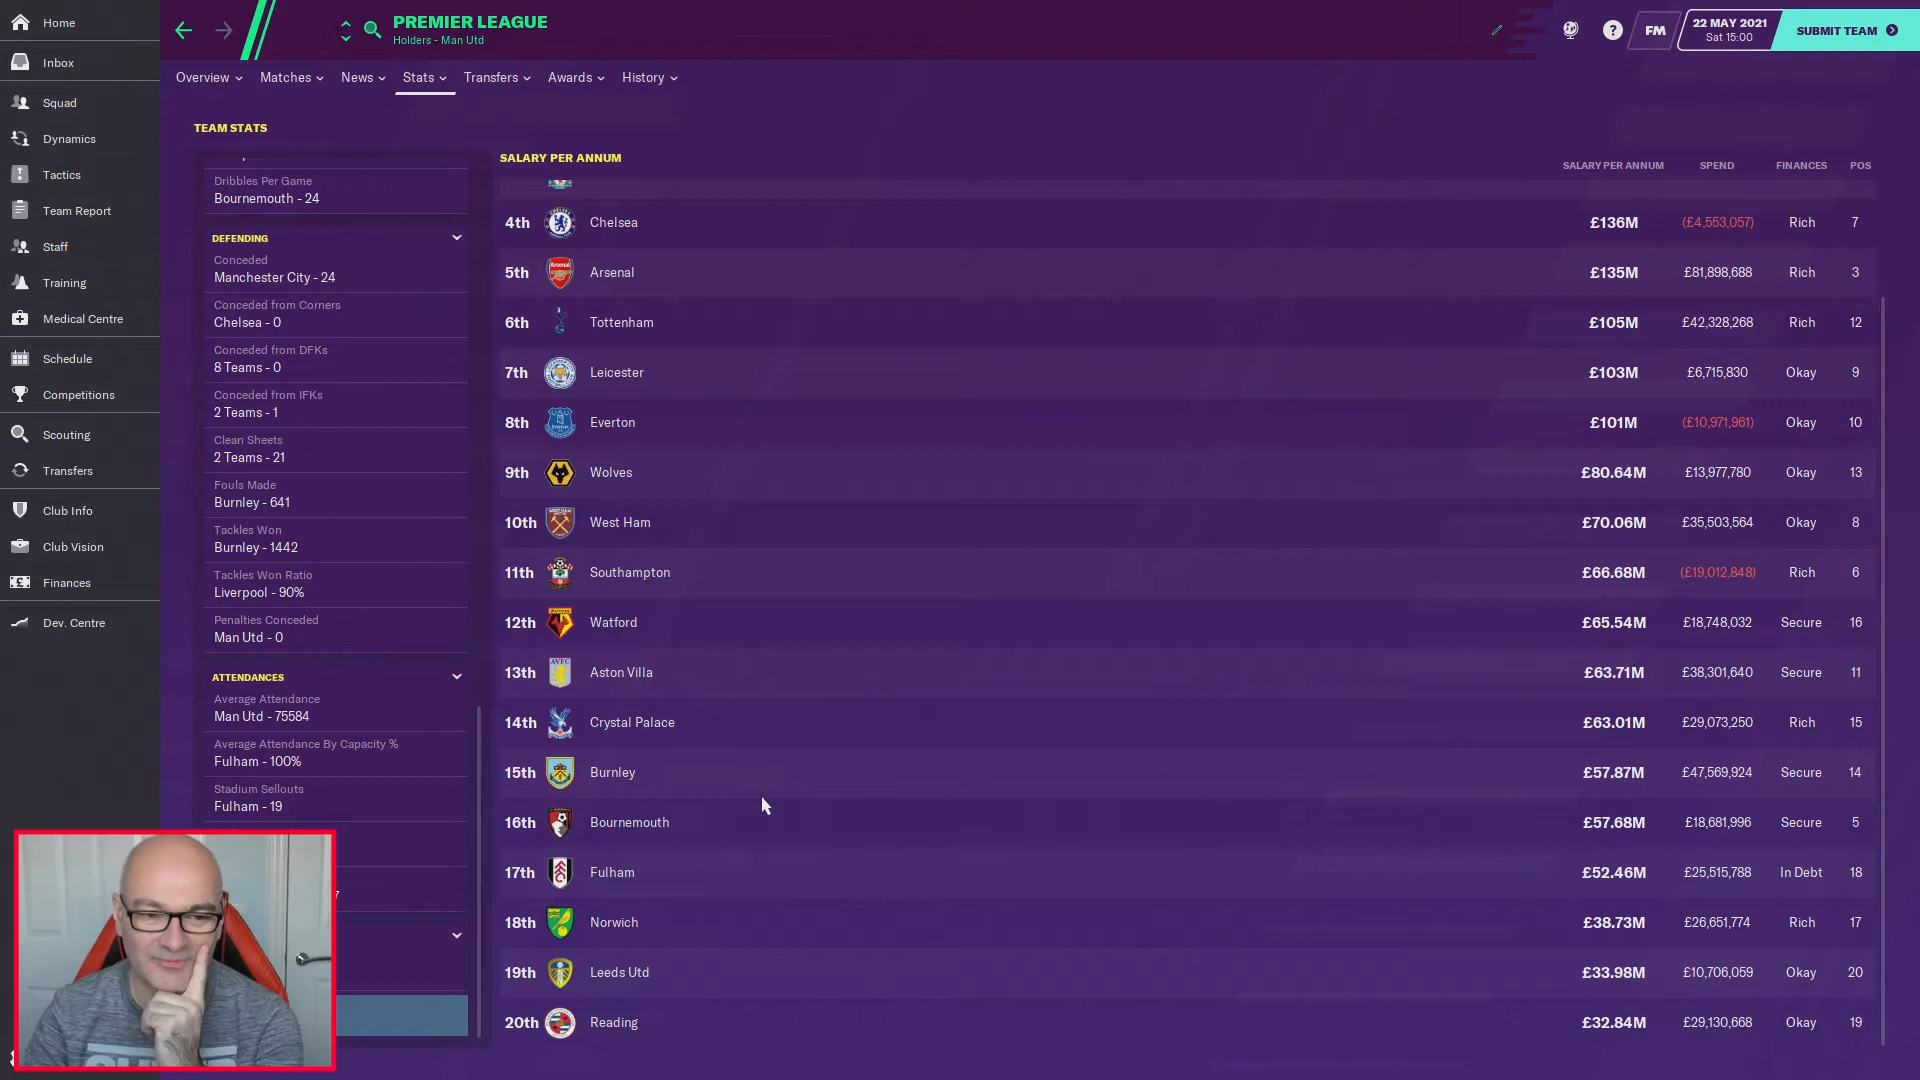 Home
Inbox
Squad
Dynamics
Tactics
Team Report
Staff
Training
Medical Centre
Schedule
Competitions
Scouting
Transfers
Club Info
Club Vision
Finances
Dev. Centre
PREMIER LEAGUE
Holders - Man Utd
FM
22 MAY 2021
Sat 15:00
SUBMIT TEAM
Overview Matches News Stats Transfers Awards History
TEAM STATS
Dribbles Per Game
Bournemouth - 24
DEFENDING
Conceded
Manchester City - 24
Conceded from Corners
Chelsea - 0
Conceded from DFKs
8 Teams - 0
Conceded from IFKs
2 Teams - 1
Clean Sheets
2 Teams - 21
Fouls Made
Burnley - 641
Tackles Won
Burnley - 1442
Tackles Won Ratio
Liverpool - 90%
Penalties Conceded
Man Utd - 0
ATTENDANCES
Average Attendance
Man Utd - 75584
Average Attendance By Capacity %
Fulham - 100%
Stadium Sellouts
Fulham - 19
SALARY PER ANNUM
SALARY PER ANNUM SPEND FINANCES POS
4th Chelsea £136M (£4,553,057) Rich 7
5th Arsenal £135M £81,898,688 Rich 3
6th Tottenham £105M £42,328,268 Rich 12
7th Leicester £103M £6,715,830 Okay 9
8th Everton £101M (£10,971,961) Okay 10
9th Wolves £80.64M £13,977,780 Okay 13
10th West Ham £70.06M £35,503,564 Okay 8
11th Southampton £66.68M (£19,012,848) Rich 6
12th Watford £65.54M £18,748,032 Secure 16
13th Aston Villa £63.71M £38,301,640 Secure 11
14th Crystal Palace £63.01M £29,073,250 Rich 15
15th Burnley £57.87M £47,569,924 Secure 14
16th Bournemouth £57.68M £18,681,996 Secure 5
17th Fulham £52.46M £25,515,788 In Debt 18
18th Norwich £38.73M £26,651,774 Rich 17
19th Leeds Utd £33.98M £10,706,059 Okay 20
20th Reading £32.84M £29,130,668 Okay 19